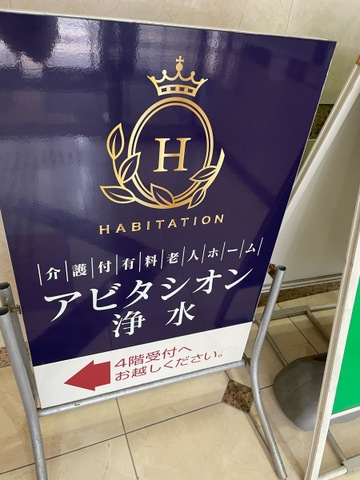 H
HABITATION
|介|護|付|有|料|老|人|ホ|ー|ム|
アビタシオン
浄水
4階受付へ
お越しください。